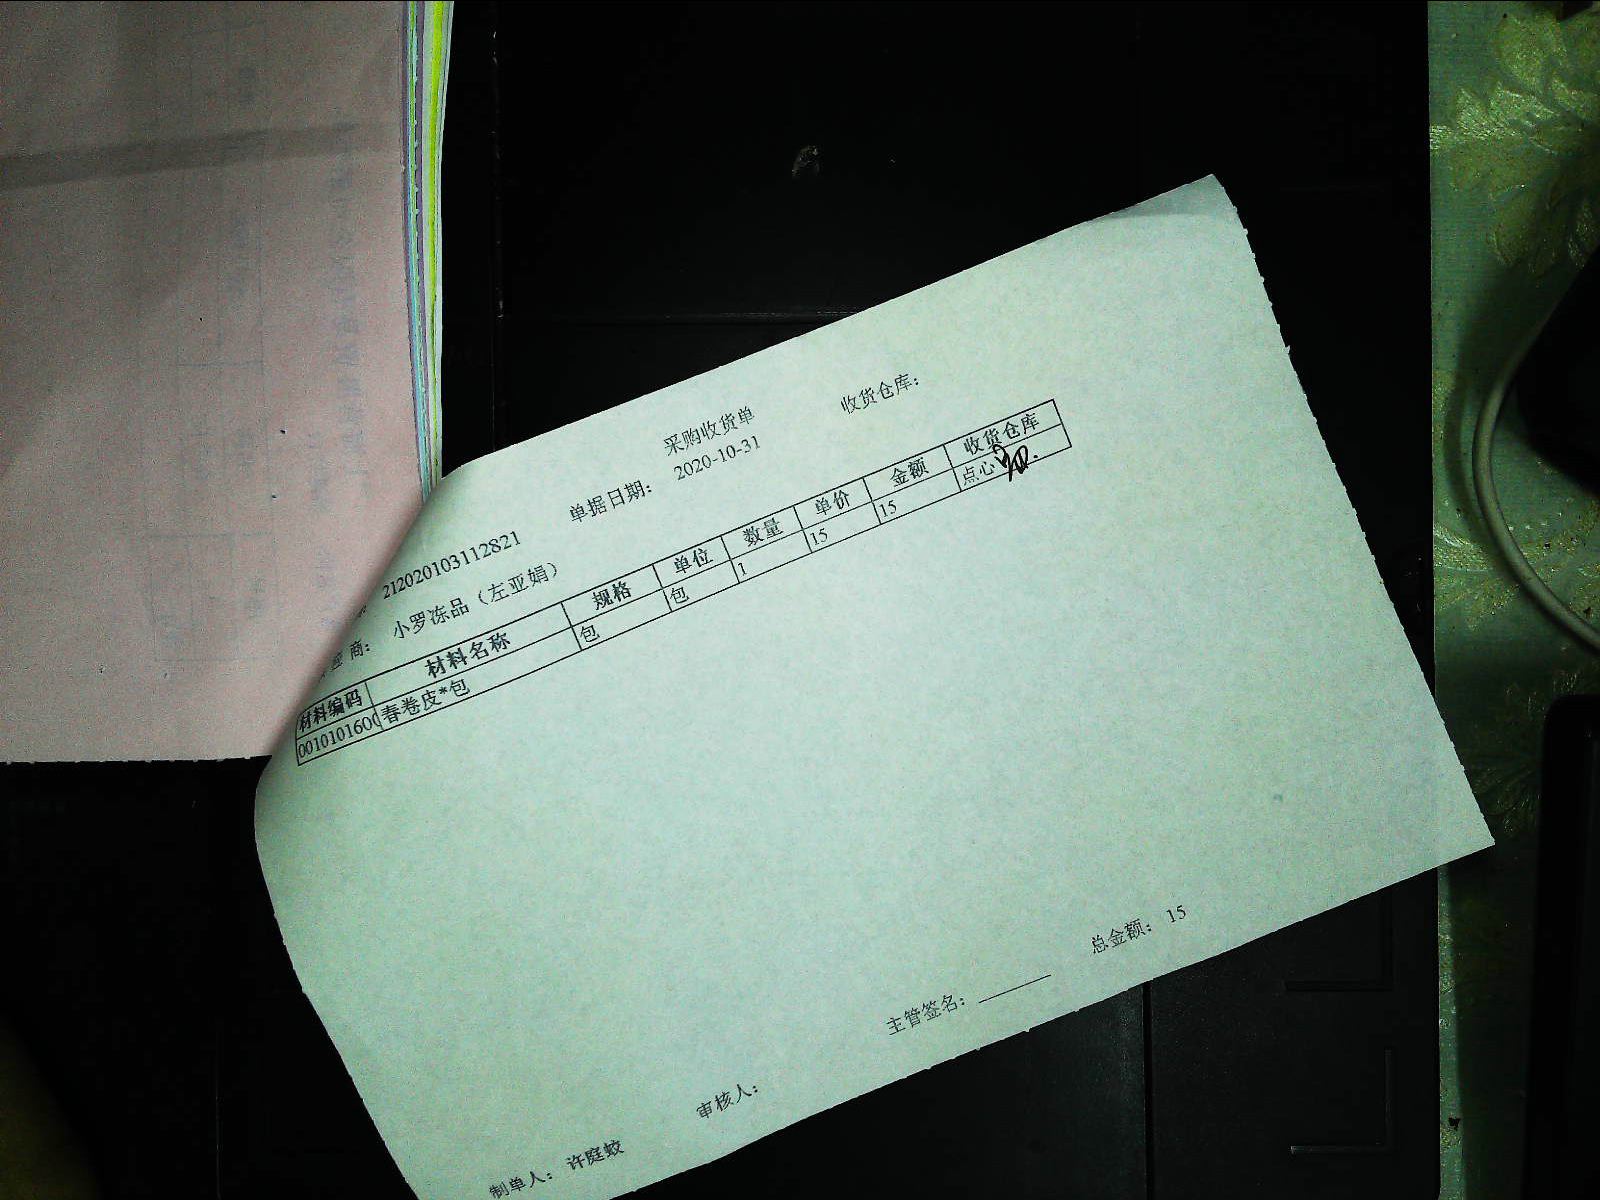 采购收货单
收货仓库：
212020103112821 单据日期： 2020-10-31
商： 小罗冻品（左亚娟）
材料编码 材料名称 规格 单位 数量 单价 金额 收货仓库
001010160 春卷皮*包 包 包 1 15 15 点心
主管签名： 总金额： 15
制单人： 许庭蛟 审核人：